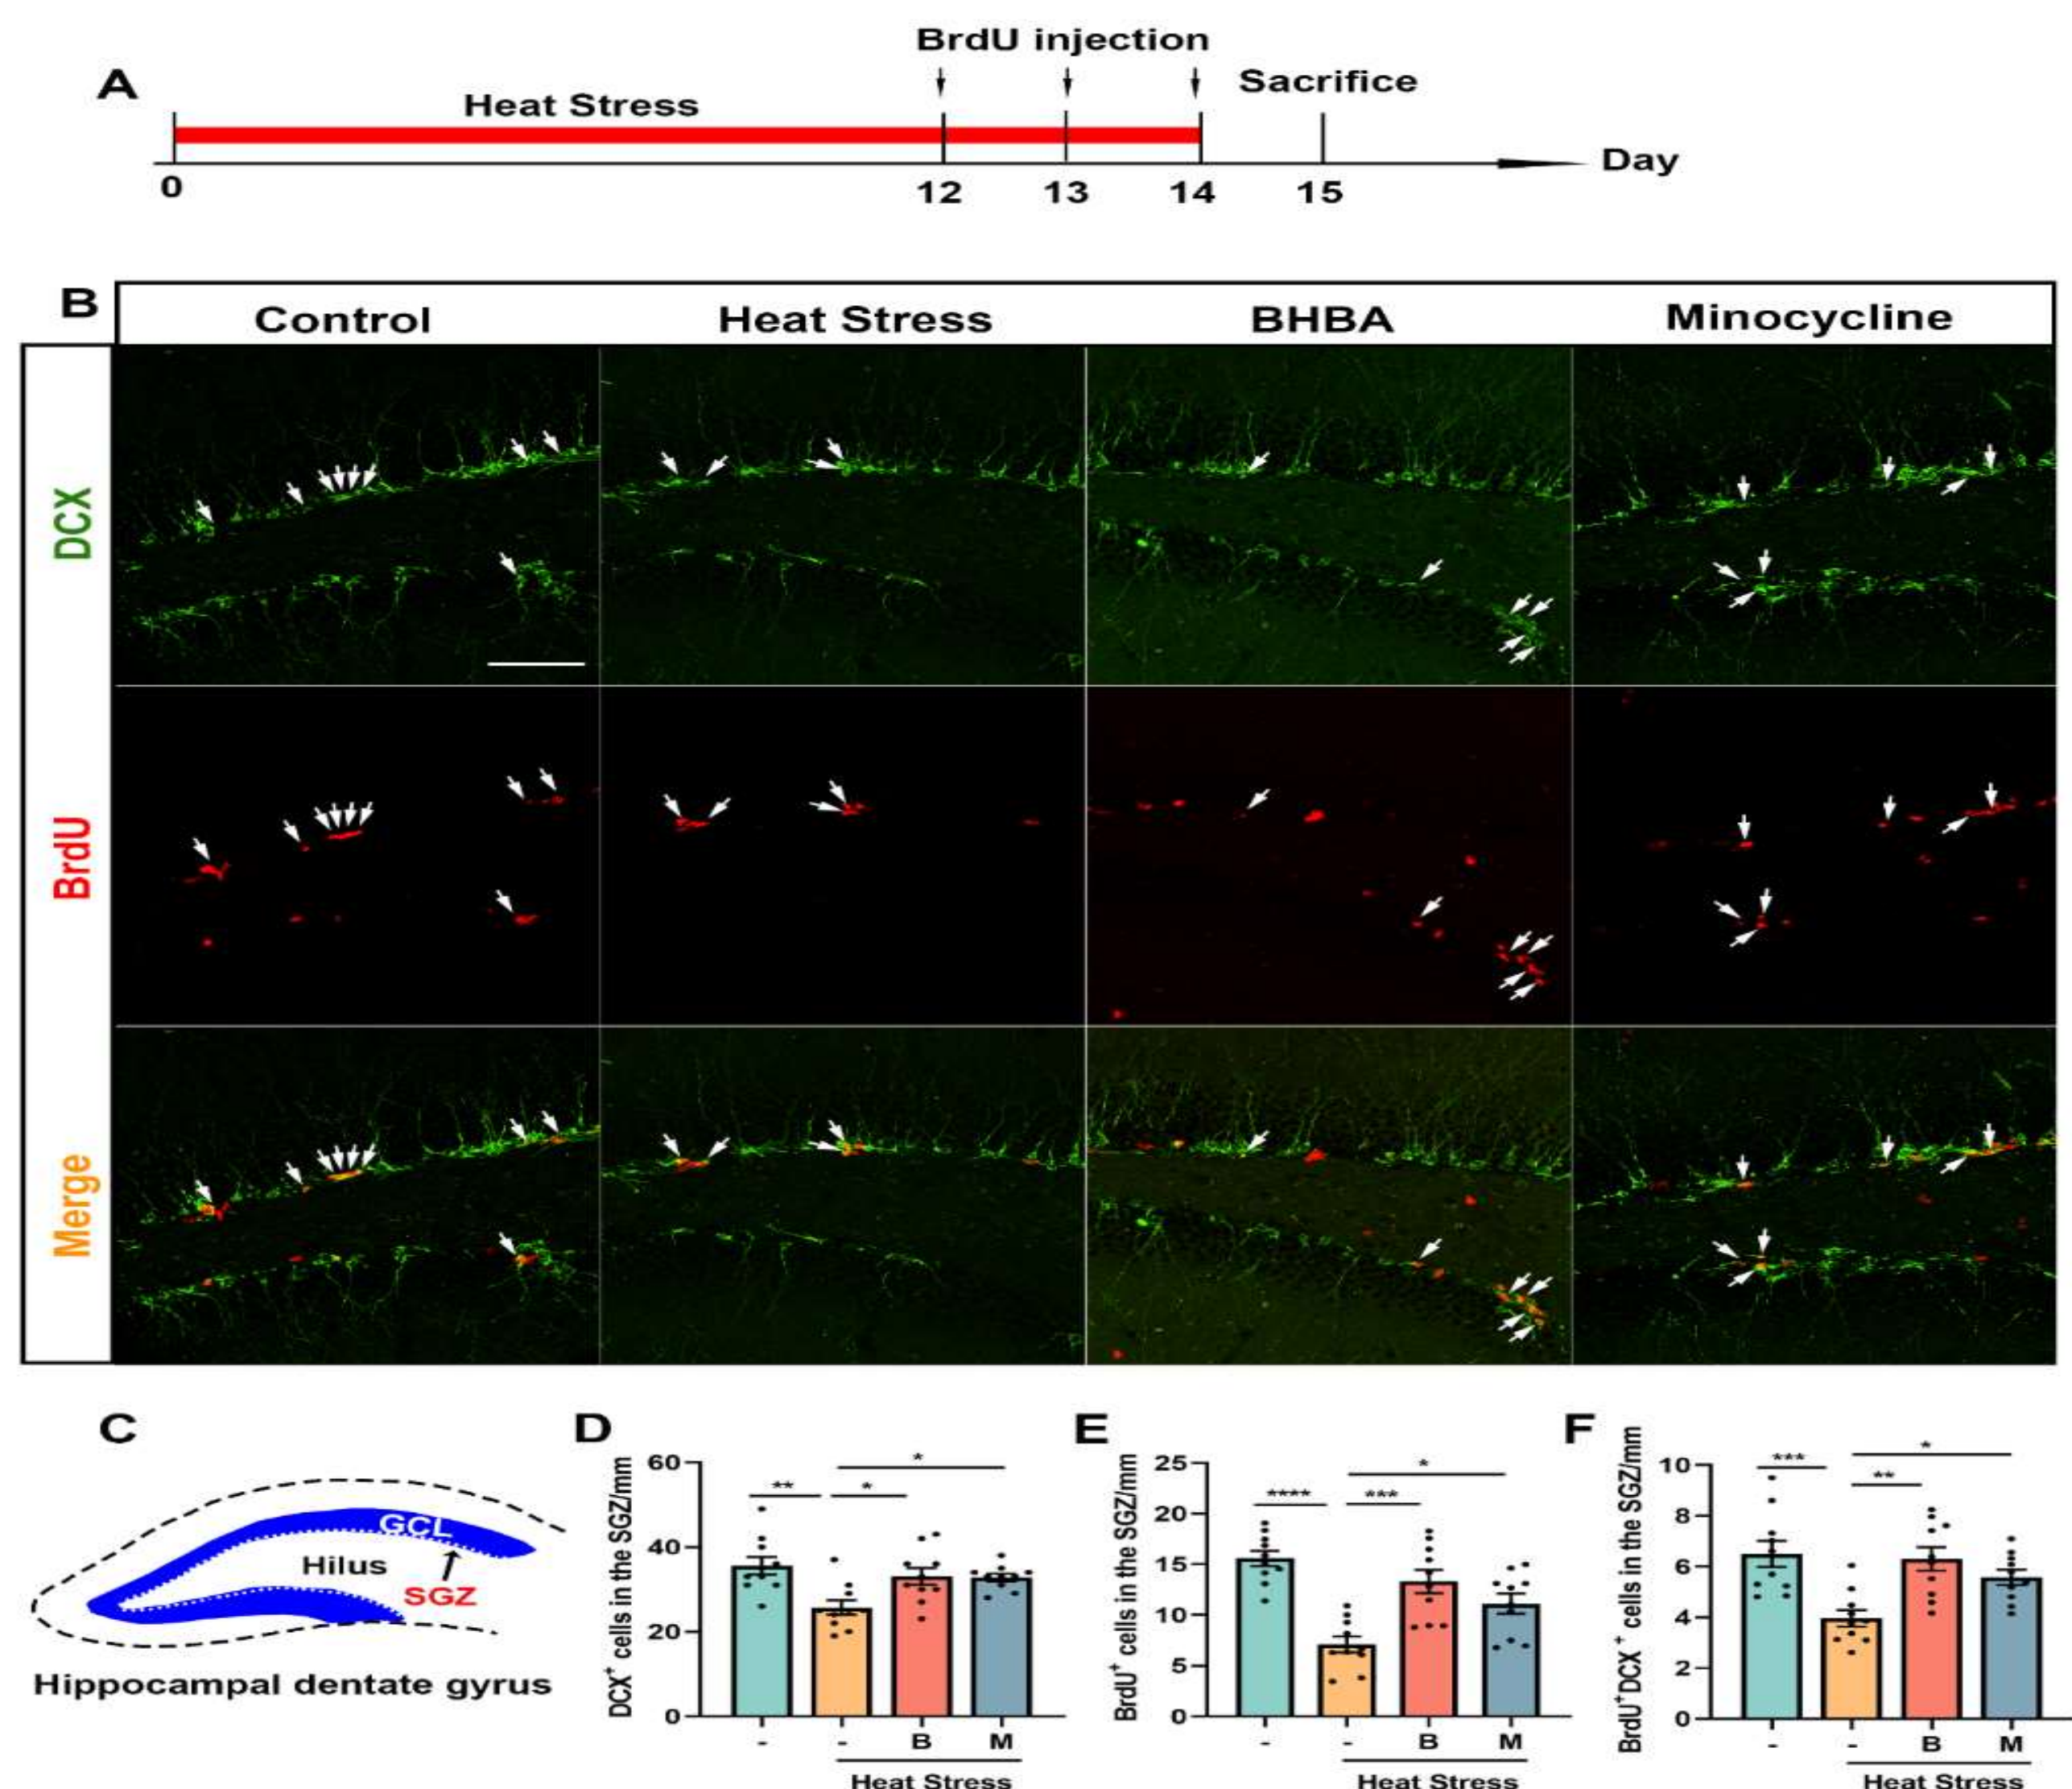 A
BrdU injection
Heat Stress
Sacrifice
Day
0 12 13 14 15
B
Control Heat Stress BHBA Minocycline
DCX
BrdU
Merge
C
GCL
Hilus
SGZ
Hippocampal dentate gyrus
D
DCX+ cells in the SGZ/mm
60
40
20
0
** * *
- - B M
Heat Stress
E
BrdU+ cells in the SGZ/mm
25
20
15
10
5
0
**** *** *
- - B M
Heat Stress
F
BrdU+DCX + cells in the SGZ/mm
10
8
6
4
2
0
*** ** *
- - B M
Heat Stress